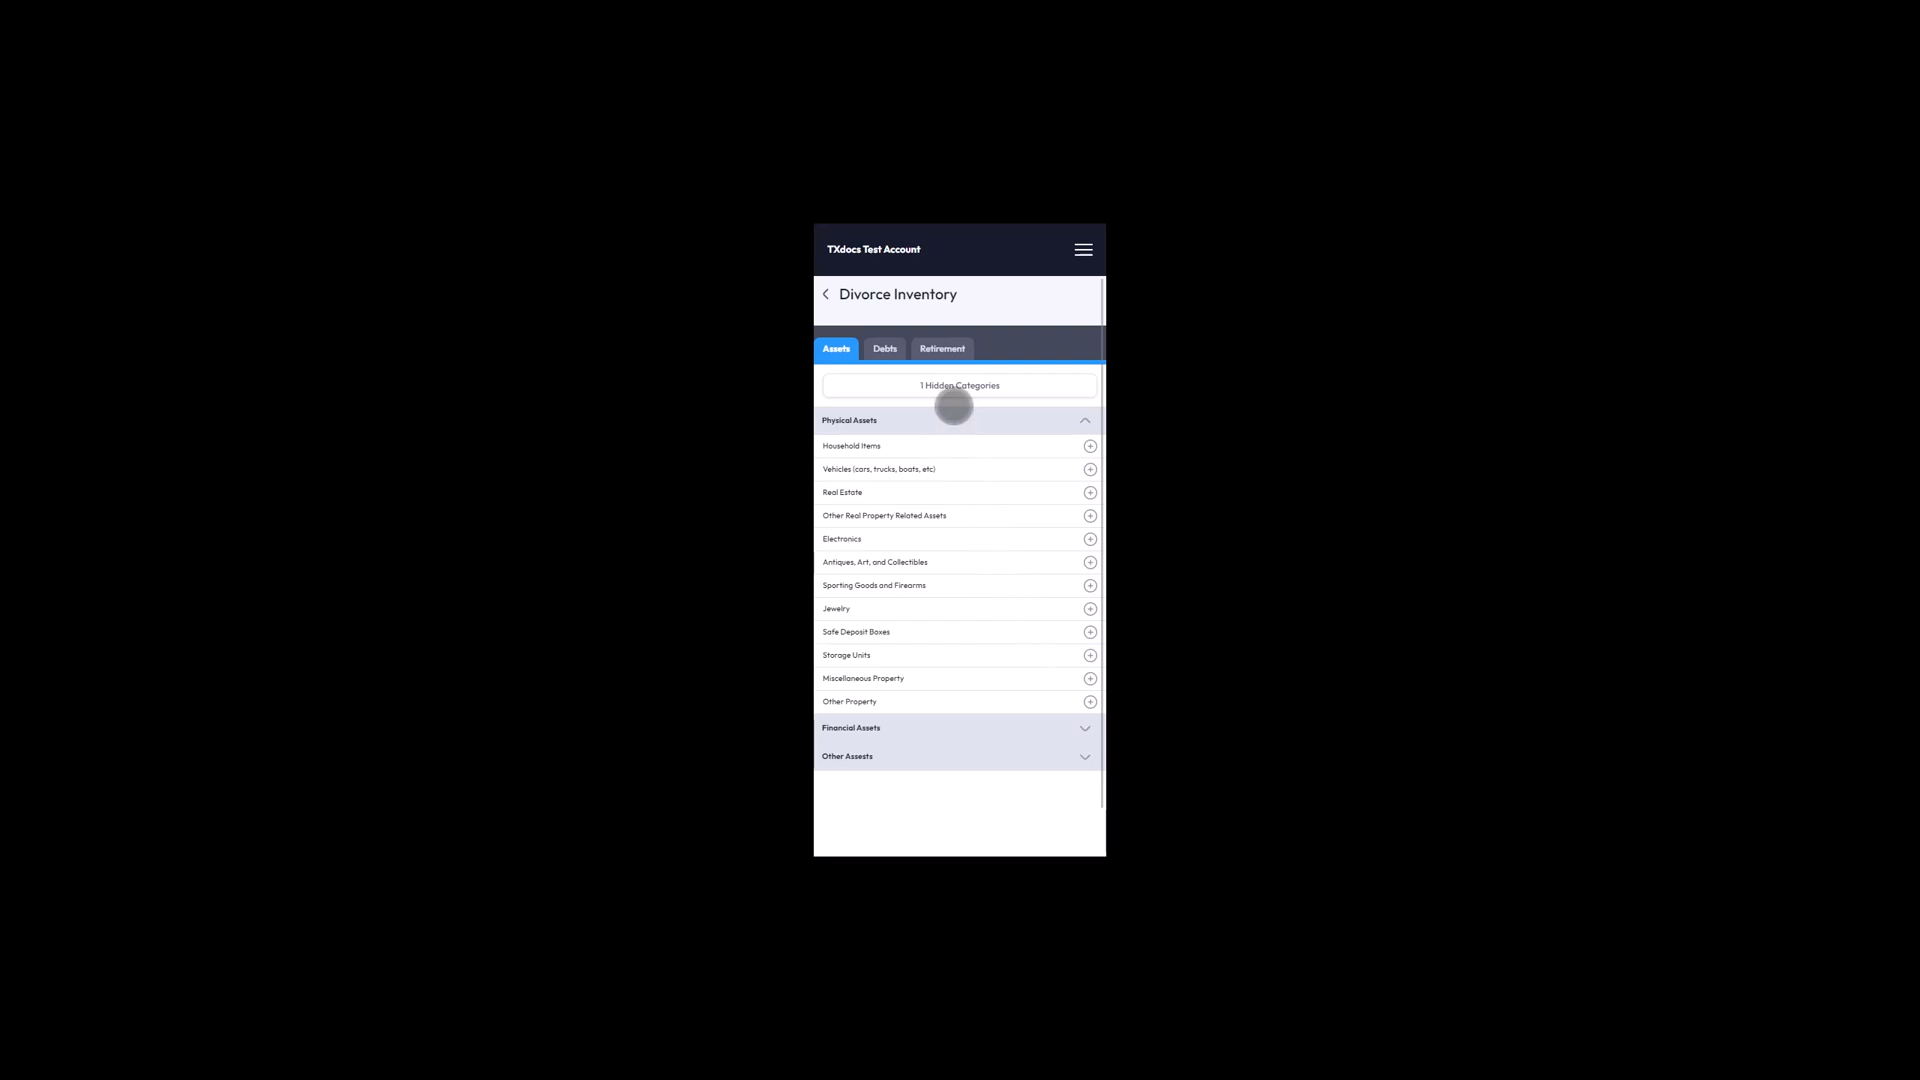 TXdocs Test Account
Divorce Inventory
Assets Debts Retirement
1 Hidden Categories
Physical Assets
Household Items
Vehicles (cars, trucks, boats, etc)
Real Estate
Other Real Property Related Assets
Electronics
Antiques, Art, and Collectibles
Sporting Goods and Firearms
Jewelry
Safe Deposit Boxes
Storage Units
Miscellaneous Property
Other Property
Financial Assets
Other Assests